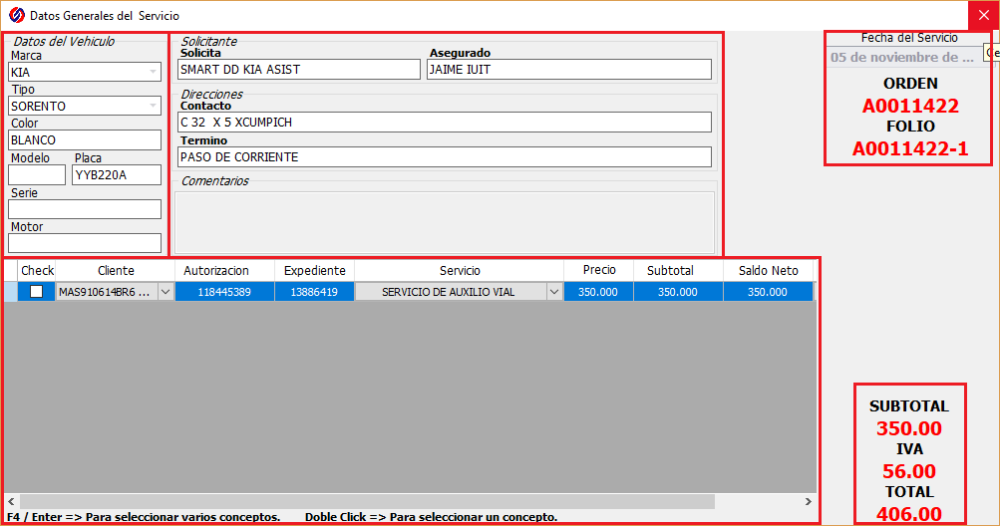 Datos Generales del Servicio
Datos del Vehiculo
Marca
KIA
Tipo
SORENTO
Color
BLANCO
Modelo Placa
YYB220A
Serie
Motor
Solicitante
Solicita Asegurado
SMART DD KIA ASIST JAIME IUIT
Direcciones
Contacto
C 32 X 5 XCUMPICH
Termino
PASO DE CORRIENTE
Comentarios
Fecha del Servicio
05 de noviembre de ...
ORDEN
A0011422
FOLIO
A0011422-1
Check Cliente Autorizacion Expediente Servicio Precio Subtotal Saldo Neto
MAS910614BR6 ... 118445389 13886419 SERVICIO DE AUXILIO VIAL 350.000 350.000 350.000
F4 / Enter => Para seleccionar varios conceptos. Doble Click => Para seleccionar un concepto.
SUBTOTAL
350.00
IVA
56.00
TOTAL
406.00